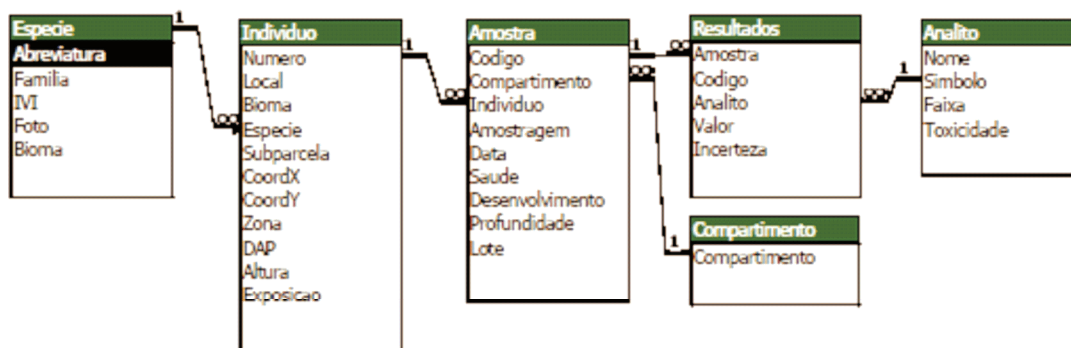 Especie
Abreviatura
Familia
IVI
Foto
Bioma
1
∞
Individuo
Numero
Local
Bioma
Especie
Subparcela
CoordX
CoordY
Zona
DAP
Altura
Exposicao
1
∞
Amostra
Codigo
Compartimento
Individuo
Amostragem
Data
Saude
Desenvolvimento
Profundidade
Lote
1
∞
∞
1
Resultados
Amostra
Codigo
Analito
Valor
Incerteza
∞
1
Compartimento
Compartimento
Analito
Nome
Simbolo
Faixa
Toxicidade